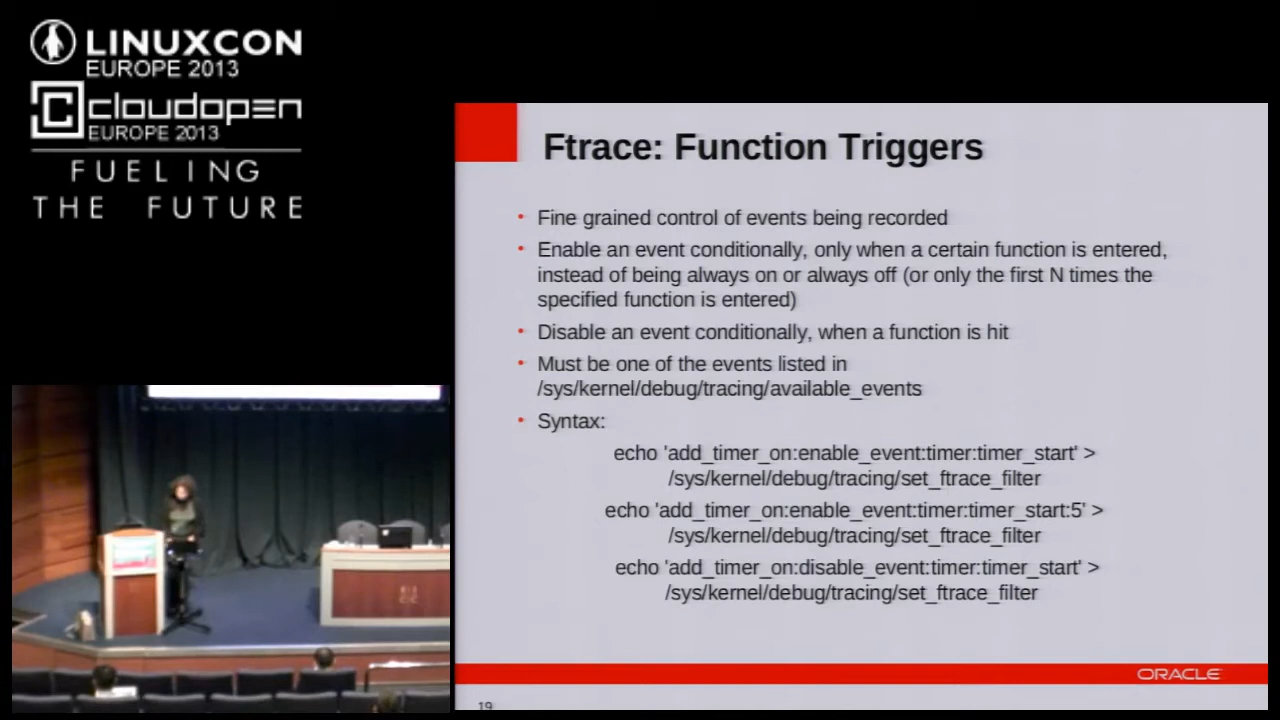 LINUXCON
EUROPE 2013
cloudopen
EUROPE 2013
FUELING
THE FUTURE
Ftrace: Function Triggers
• Fine grained control of events being recorded
• Enable an event conditionally, only when a certain function is entered,
instead of being always on or always off (or only the first N times the
specified function is entered)
• Disable an event conditionally, when a function is hit
• Must be one of the events listed in
/sys/kernel/debug/tracing/available_events
• Syntax:
echo 'add_timer_on:enable_event:timer:timer_start' >
/sys/kernel/debug/tracing/set_ftrace_filter
echo 'add_timer_on:enable_event:timer:timer_start:5' >
/sys/kernel/debug/tracing/set_ftrace_filter
echo 'add_timer_on:disable_event:timer:timer_start' >
/sys/kernel/debug/tracing/set_ftrace_filter
ORACLE
19